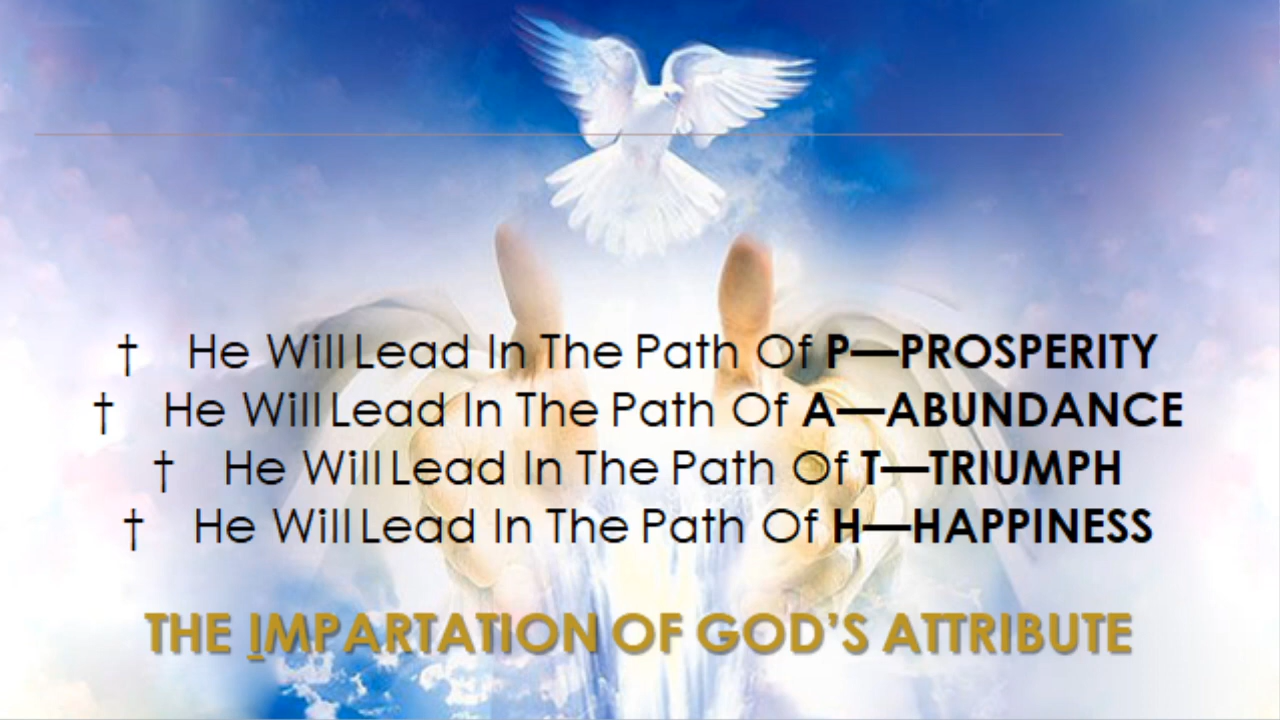 † He Will Lead In The Path Of P—PROSPERITY
† He Will Lead In The Path Of A—ABUNDANCE
† He Will Lead In The Path Of T—TRIUMPH
† He Will Lead In The Path Of H—HAPPINESS
THE IMPARTATION OF GOD’S ATTRIBUTE